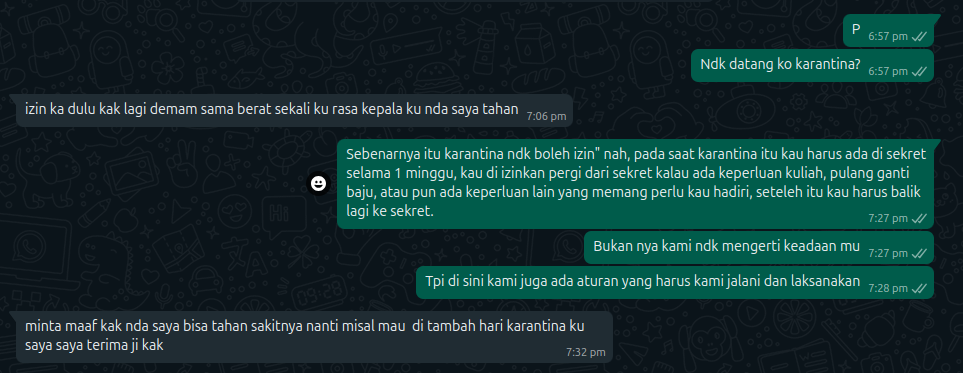 P
6:57 pm
Ndk datang ko karantina?
6:57 pm
izin ka dulu kak lagi demam sama berat sekali ku rasa kepala ku nda saya tahan
7:06 pm
Sebenarnya itu karantina ndk boleh izin" nah, pada saat karantina itu kau harus ada di sekret
selama 1 minggu, kau di izinkan pergi dari sekret kalau ada keperluan kuliah, pulang ganti
baju, atau pun ada keperluan lain yang memang perlu kau hadiri, seteleh itu kau harus balik
lagi ke sekret.
7:27 pm
Bukan nya kami ndk mengerti keadaan mu
7:27 pm
Tpi di sini kami juga ada aturan yang harus kami jalani dan laksanakan
7:28 pm
minta maaf kak nda saya bisa tahan sakitnya nanti misal mau di tambah hari karantina ku
saya saya terima ji kak
7:32 pm